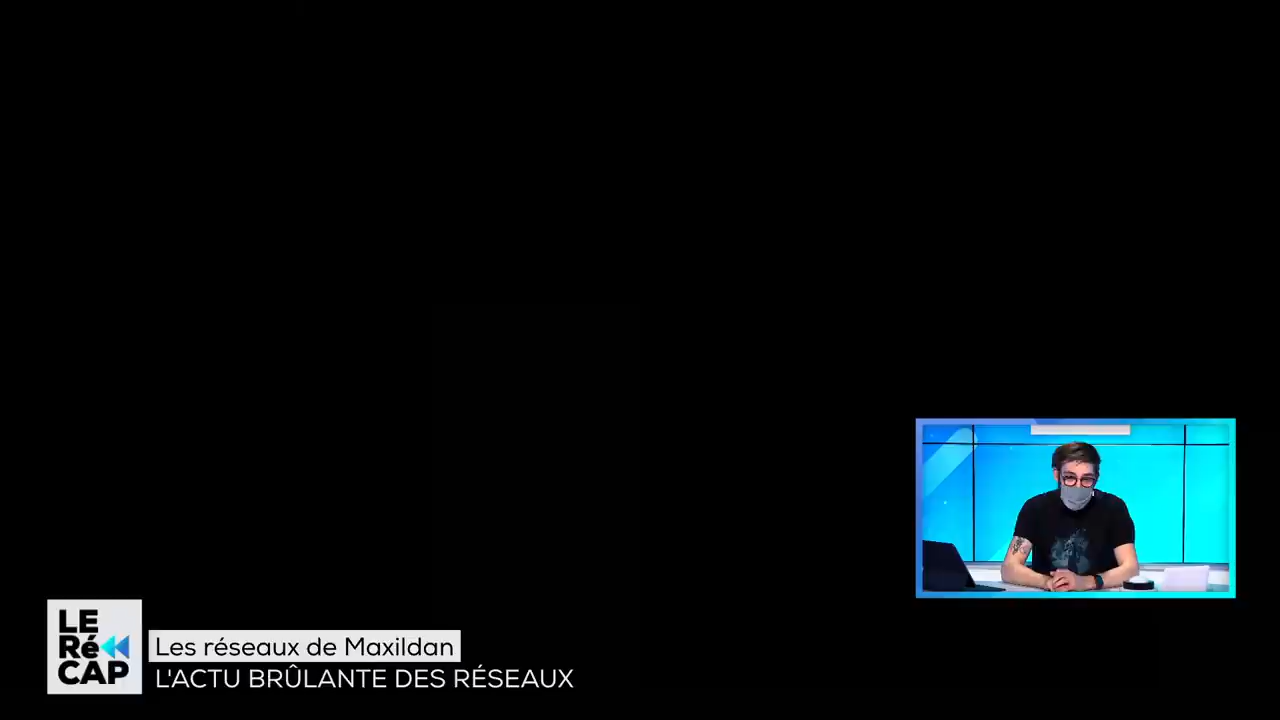 LE
Ré
CAP
Les réseaux de Maxildan
L'ACTU BRÛLANTE DES RÉSEAUX